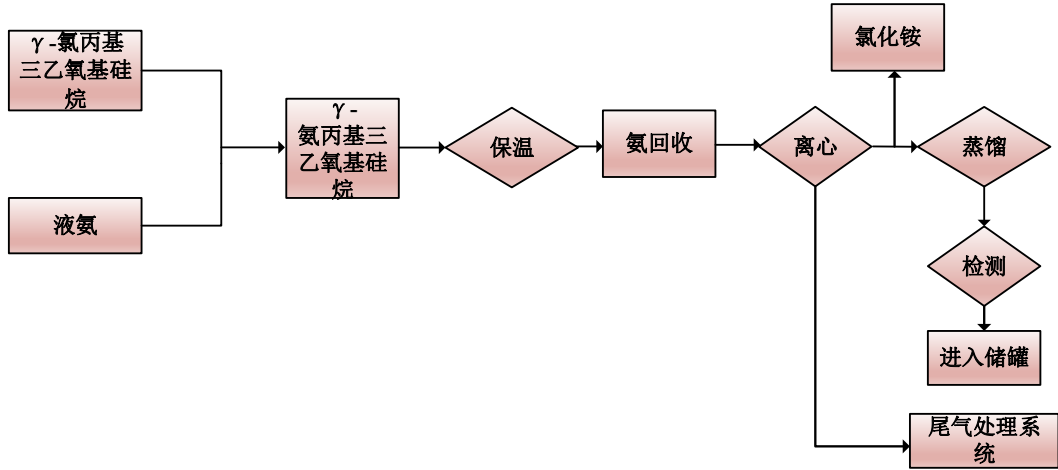 γ-氯丙基
三乙氧基硅
烷
液氨
γ-
氨丙基三
乙氧基硅
烷
保温
氨回收
离心
氯化铵
蒸馏
检测
进入储罐
尾气处理系
统